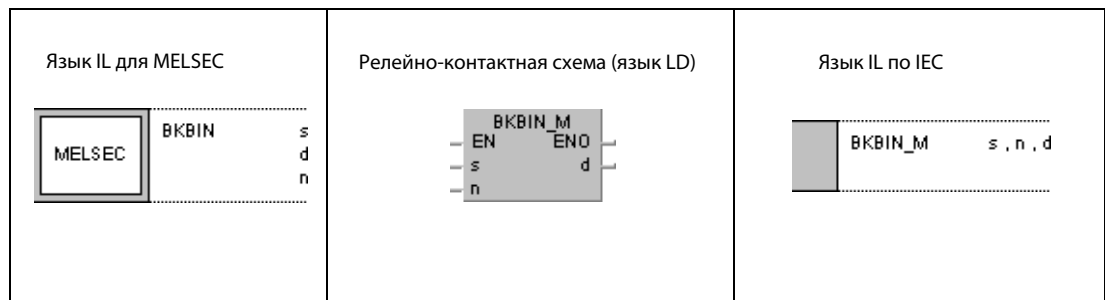 Язык IL для MELSEC
MELSEC
BKBIN s
d
n
Релейно-контактная схема (язык LD)
BKBIN_M
EN ENO
s d
n
Язык IL по IEC
BKBIN_M s , n , d